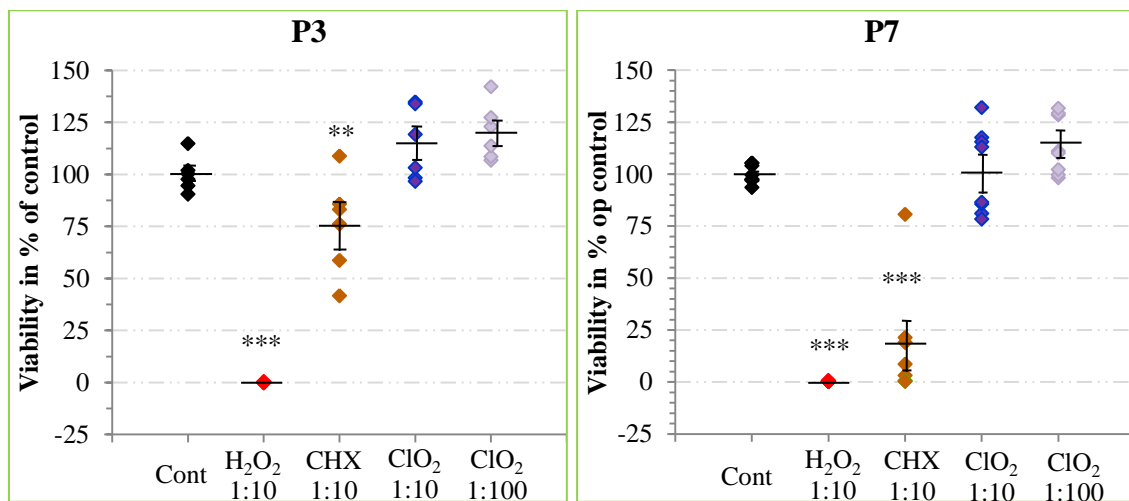 P3
Viability in % of control
150
125
100
75
50
25
0
-25
**
***
Cont
H₂O₂
1:10
CHX
1:10
ClO₂
1:10
ClO₂
1:100
P7
Viability in % op control
150
125
100
75
50
25
0
-25
***
***
Cont
H₂O₂
1:10
CHX
1:10
ClO₂
1:10
ClO₂
1:100